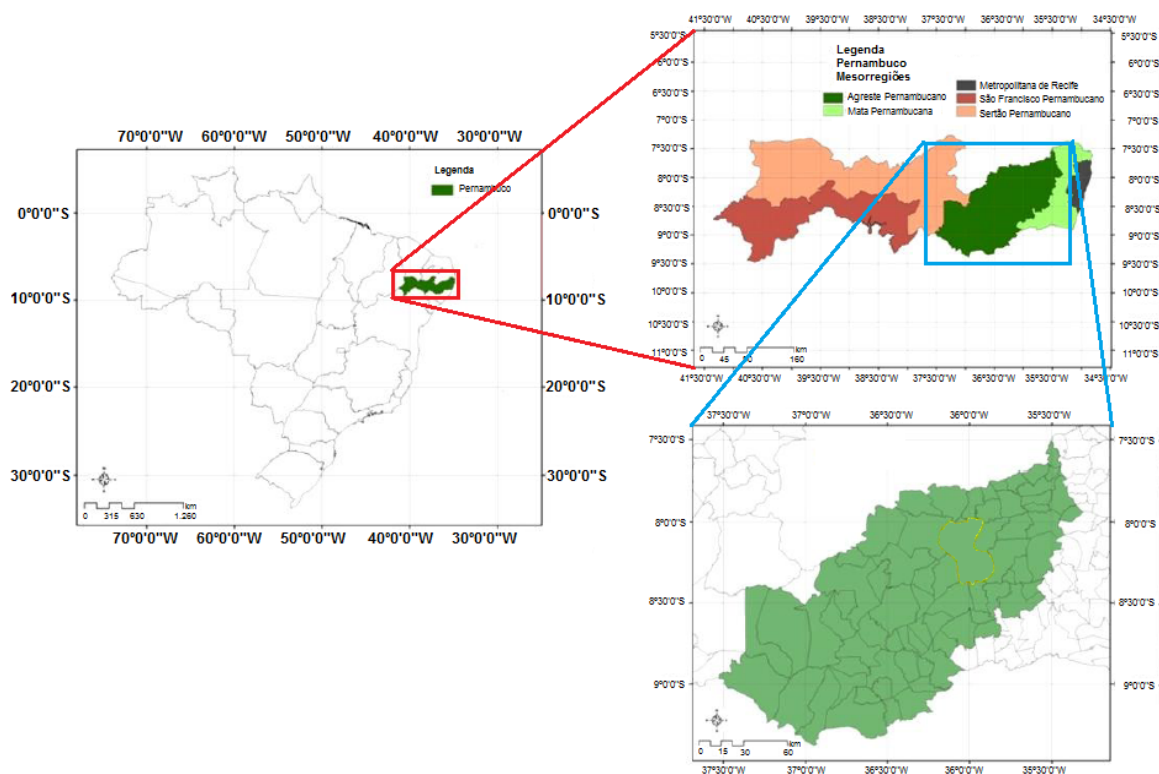 70°0'0"W 60°0'0"W 50°0'0"W 40°0'0"W 30°0'0"W
Legenda
Pernambuco
0°0'0"S 0°0'0"S
10°0'0"S 10°0'0"S
20°0'0"S 20°0'0"S
30°0'0"S 30°0'0"S
km
0 315 630 1.260
70°0'0"W 60°0'0"W 50°0'0"W 40°0'0"W 30°0'0"W
41°30'0"W 40°30'0"W 39°30'0"W 38°30'0"W 37°30'0"W 36°30'0"W 35°30'0"W 34°30'0"W
5°30'0"S 5°30'0"S
Legenda
Pernambuco
Mesorregiões
Metropolitana de Recife
Agreste Pernambucano
São Francisco Pernambucano
Mata Pernambucana
Sertão Pernambucano
6°0'0"S 6°0'0"S
6°30'0"S 6°30'0"S
7°0'0"S 7°0'0"S
7°30'0"S 7°30'0"S
8°0'0"S 8°0'0"S
8°30'0"S 8°30'0"S
9°0'0"S 9°0'0"S
9°30'0"S 9°30'0"S
10°0'0"S 10°0'0"S
10°30'0"S 10°30'0"S
11°0'0"S 11°0'0"S
km
0 45 160
41°30'0"W 40°30'0"W 39°30'0"W 38°30'0"W 37°30'0"W 36°30'0"W 35°30'0"W 34°30'0"W
37°30'0"W 37°0'0"W 36°30'0"W 36°0'0"W 35°30'0"W
7°30'0"S 7°30'0"S
8°0'0"S 8°0'0"S
8°30'0"S 8°30'0"S
9°0'0"S 9°0'0"S
km
0 15 30 60
37°30'0"W 37°0'0"W 36°30'0"W 36°0'0"W 35°30'0"W